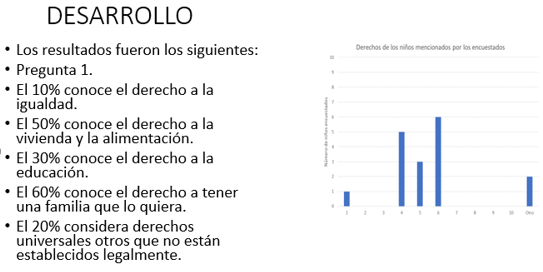 DESARROLLO
• Los resultados fueron los siguientes:
• Pregunta 1.
• El 10% conoce el derecho a la
igualdad.
• El 50% conoce el derecho a la
vivienda y la alimentación.
• El 30% conoce el derecho a la
educación.
• El 60% conoce el derecho a tener
una familia que lo quiera.
• El 20% considera derechos
universales otros que no están
establecidos legalmente.
Derechos de los niños mencionados por los encuestados
Número de niños encuestados
10
9
8
7
6
5
4
3
2
1
0
1 2 3 4 5 6 7 8 9 10 Otro